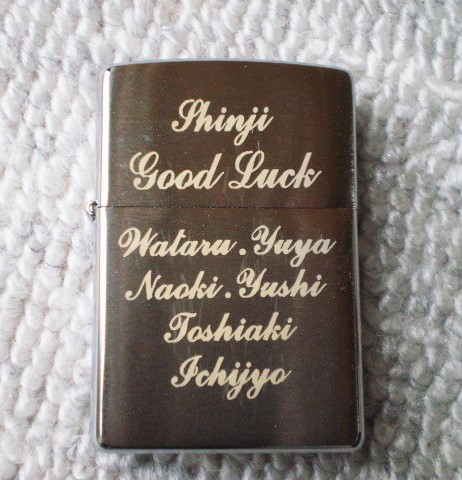 Shinji
Good Luck
Wataru.Yuya
Naoki.Yushi
Toshiaki
Ichijyo